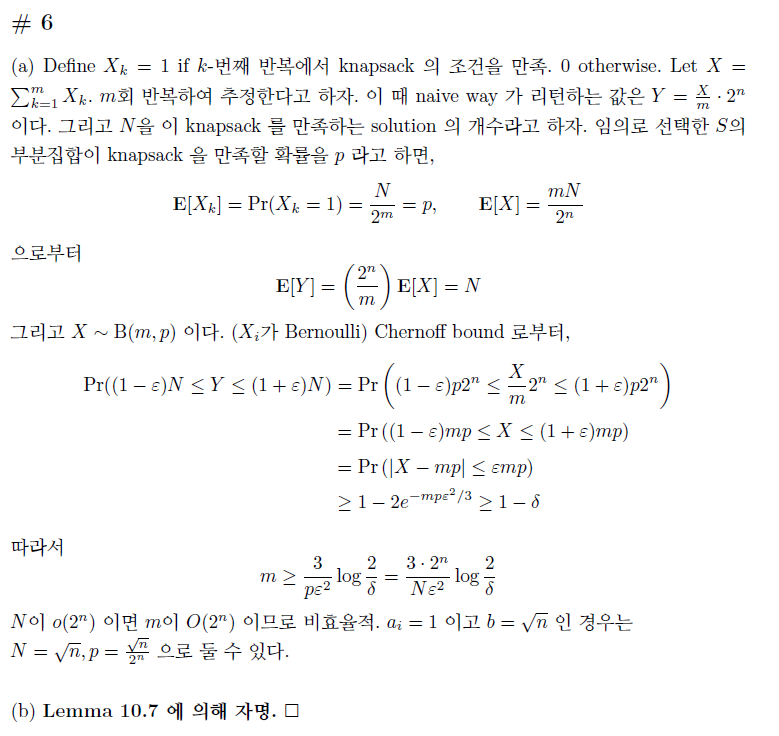 # 6
(a) Define $X_k = 1$ if $k$-번째 반복에서 knapsack 의 조건을 만족. 0 otherwise. Let $X =$
$\sum_{k=1}^{m} X_k$. $m$회 반복하여 추정한다고 하자. 이 때 naive way 가 리턴하는 값은 $Y = \frac{X}{m} \cdot 2^n$
이다. 그리고 $N$을 이 knapsack 를 만족하는 solution 의 개수라고 하자. 임의로 선택한 $S$의
부분집합이 knapsack 을 만족할 확률을 $p$ 라고 하면,
$\mathbf{E}[X_k] = \Pr(X_k = 1) = \frac{N}{2^m} = p, \qquad \mathbf{E}[X] = \frac{mN}{2^n}$
으로부터
$\mathbf{E}[Y] = \left(\frac{2^n}{m}\right) \mathbf{E}[X] = N$
그리고 $X \sim \mathrm{B}(m, p)$ 이다. ($X_i$가 Bernoulli) Chernoff bound 로부터,
$\Pr((1 - \varepsilon)N \leq Y \leq (1 + \varepsilon)N) = \Pr\left((1 - \varepsilon)p2^n \leq \frac{X}{m}2^n \leq (1 + \varepsilon)p2^n\right)$
$= \Pr((1 - \varepsilon)mp \leq X \leq (1 + \varepsilon)mp)$
$= \Pr(|X - mp| \leq \varepsilon mp)$
$\geq 1 - 2e^{-mp\varepsilon^2/3} \geq 1 - \delta$
따라서
$m \geq \frac{3}{p\varepsilon^2} \log \frac{2}{\delta} = \frac{3 \cdot 2^n}{N\varepsilon^2} \log \frac{2}{\delta}$
$N$이 $o(2^n)$ 이면 $m$이 $O(2^n)$ 이므로 비효율적. $a_i = 1$ 이고 $b = \sqrt{n}$ 인 경우는
$N = \sqrt{n}, p = \frac{\sqrt{n}}{2^n}$ 으로 둘 수 있다.
(b) Lemma 10.7 에 의해 자명. □